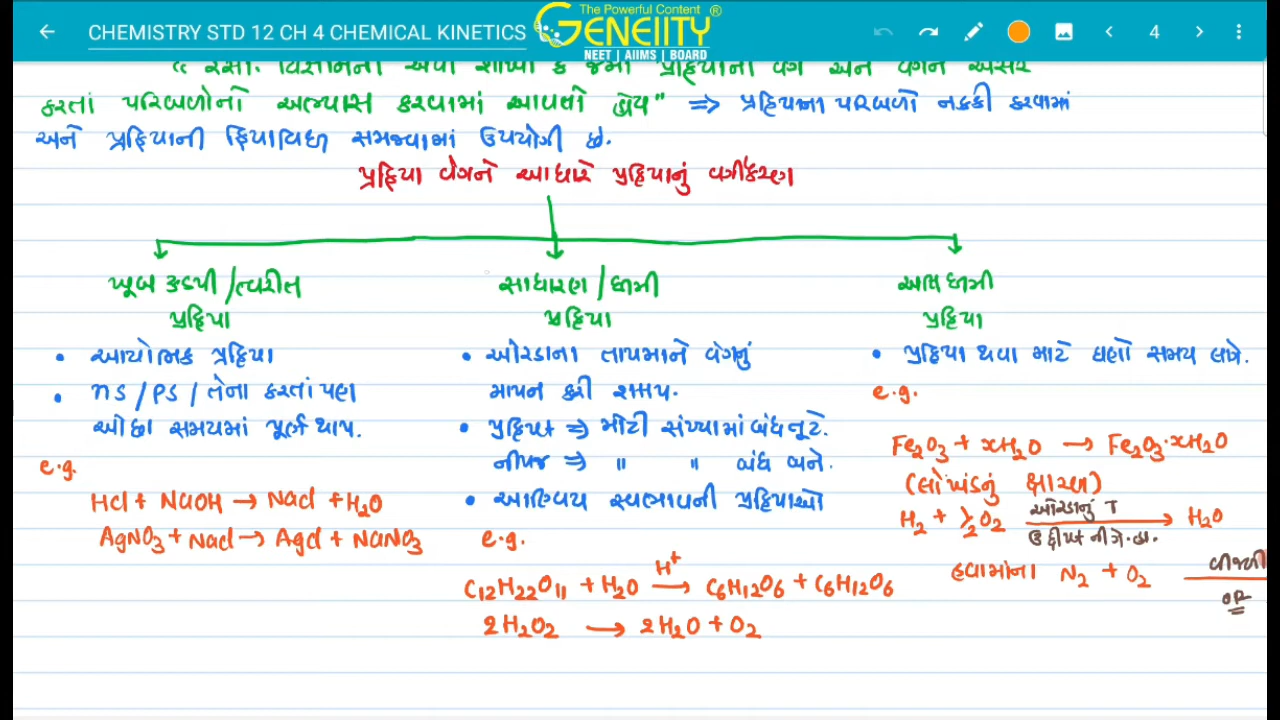 The Powerful Content
CHEMISTRY STD 12 CH 4 CHEMICAL KINETICS
GENEIITY ®
NEET | AIIMS | BOARD
4
કરતાં પરિબળોનો અભ્યાસ કરવામાં આવતો હોય" => પ્રક્રિયાના પરિબળો નક્કી કરવામાં
અને પ્રક્રિયાની ક્રિયાવિધિ સમજવામાં ઉપયોગી છે.
પ્રક્રિયા વેગને આધારે પ્રક્રિયાનું વર્ગીકરણ
ખૂબ ઝડપી/ત્વરીત
પ્રક્રિયા
• આયોનિક પ્રક્રિયા
• nS/PS/તેના કરતાં પણ
ઓછા સમયમાં પૂર્ણ થાય.
e.g.
HCl + NaOH → NaCl + H₂O
AgNO₃ + NaCl → AgCl + NaNO₃
સાધારણ/ધીમી
પ્રક્રિયા
• ઓરડાના તાપમાને વેગનું
માપન કરી શકાય.
• પ્રક્રિયક => મોટી સંખ્યામાં બંધ તૂટે.
નીપજ => " " બંધ બને.
• આણ્વિય સ્વભાવની પ્રક્રિયાઓ
e.g.
C₁₂H₂₂O₁₁ + H₂O H⁺ → C₆H₁₂O₆ + C₆H₁₂O₆
2H₂O₂ → 2H₂O + O₂
અતિ ધીમી
પ્રક્રિયા
• પ્રક્રિયા થવા માટે ઘણો સમય લાગે.
e.g.
Fe₂O₃ + xH₂O → Fe₂O₃·xH₂O
(લોખંડનું ક્ષારણ)
H₂ + ½O₂ ઓરડાનું T → H₂O
હવામાંના N₂ + O₂ વીજળી
OR